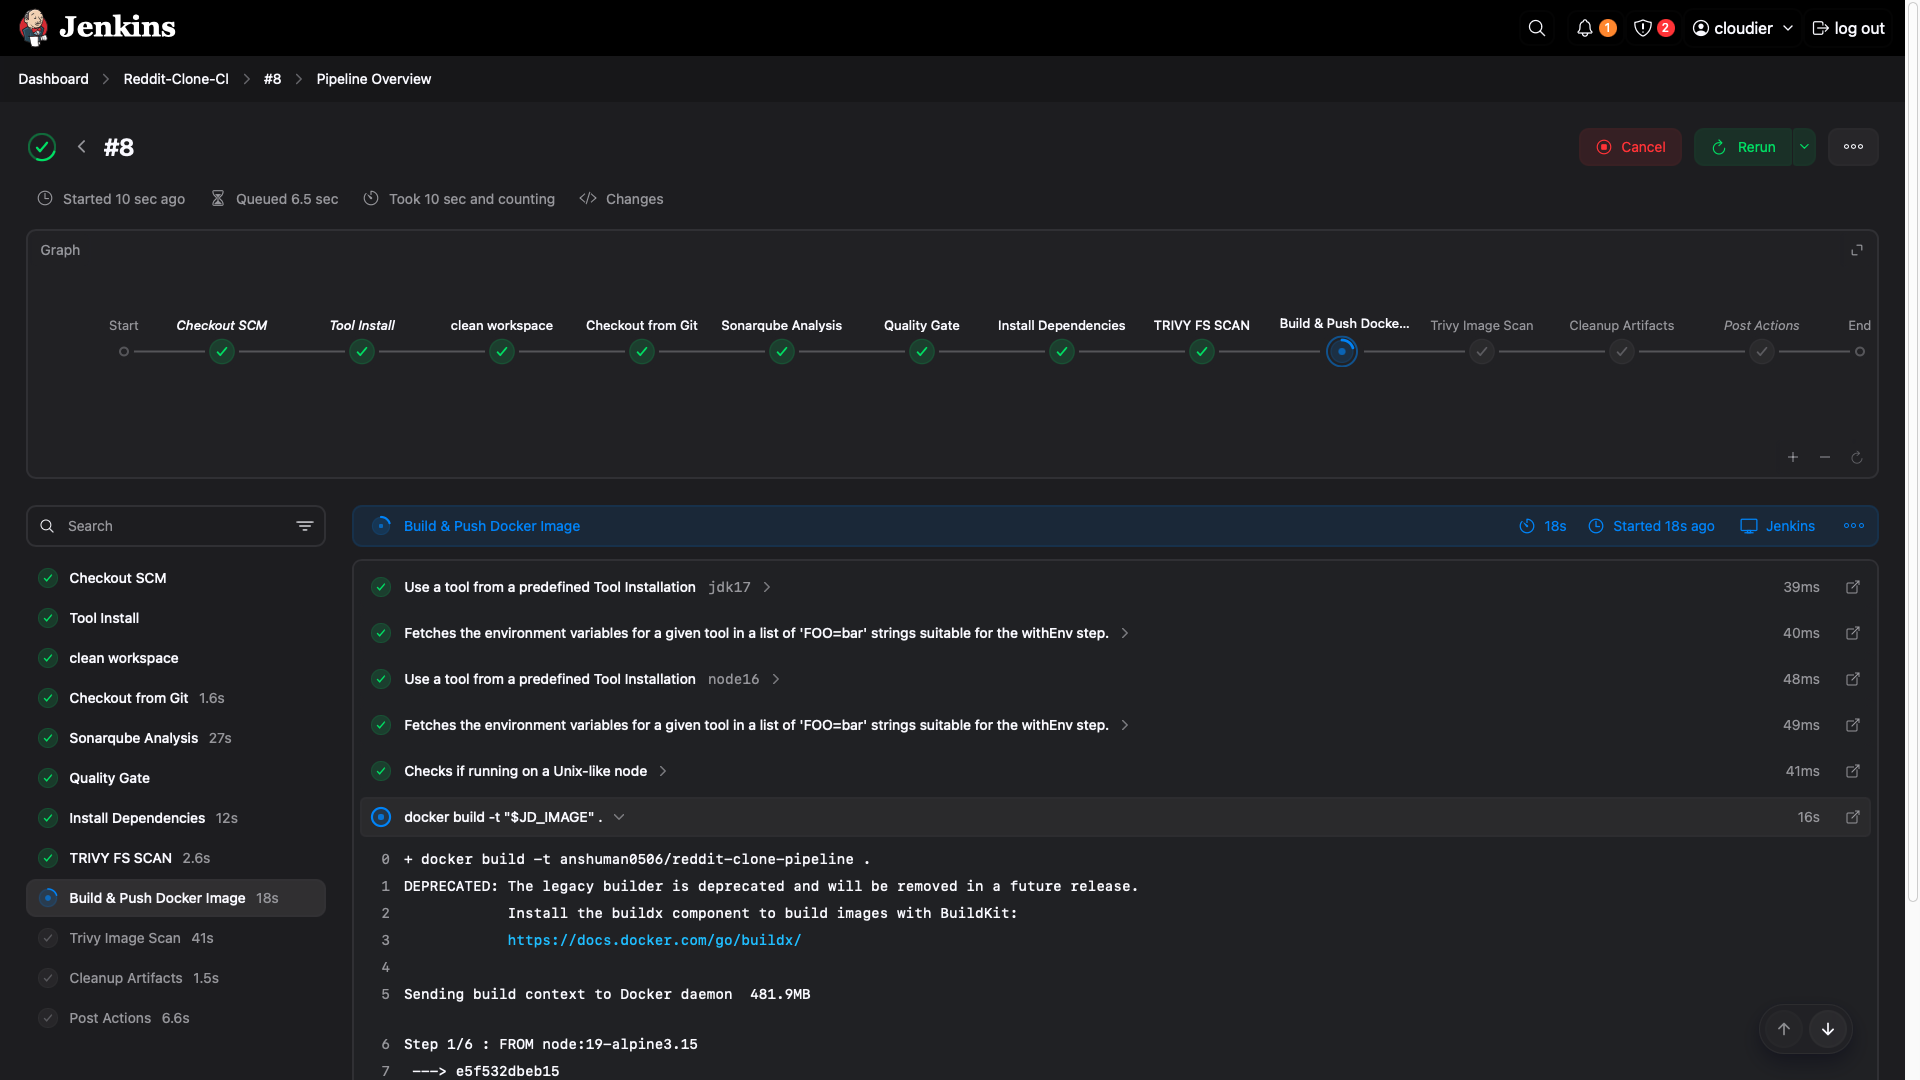 Jenkins
1
2
cloudier
log out
Dashboard
Reddit-Clone-CI
#8
Pipeline Overview
#8
Cancel
Rerun
Started 10 sec ago
Queued 6.5 sec
Took 10 sec and counting
Changes
Graph
Start
Checkout SCM
Tool Install
clean workspace
Checkout from Git
Sonarqube Analysis
Quality Gate
Install Dependencies
TRIVY FS SCAN
Build & Push Docke...
Trivy Image Scan
Cleanup Artifacts
Post Actions
End
Search
Checkout SCM
Tool Install
clean workspace
Checkout from Git 1.6s
Sonarqube Analysis 27s
Quality Gate
Install Dependencies 12s
TRIVY FS SCAN 2.6s
Build & Push Docker Image 18s
Trivy Image Scan 41s
Cleanup Artifacts 1.5s
Post Actions 6.6s
Build & Push Docker Image
18s
Started 18s ago
Jenkins
Use a tool from a predefined Tool Installation jdk17 39ms
Fetches the environment variables for a given tool in a list of 'FOO=bar' strings suitable for the withEnv step. 40ms
Use a tool from a predefined Tool Installation node16 48ms
Fetches the environment variables for a given tool in a list of 'FOO=bar' strings suitable for the withEnv step. 49ms
Checks if running on a Unix-like node 41ms
docker build -t "$JD_IMAGE" . 16s
0 + docker build -t anshuman0506/reddit-clone-pipeline .
1 DEPRECATED: The legacy builder is deprecated and will be removed in a future release.
2 Install the buildx component to build images with BuildKit:
3 https://docs.docker.com/go/buildx/
4
5 Sending build context to Docker daemon 481.9MB
6 Step 1/6 : FROM node:19-alpine3.15
7 ---> e5f532dbeb15